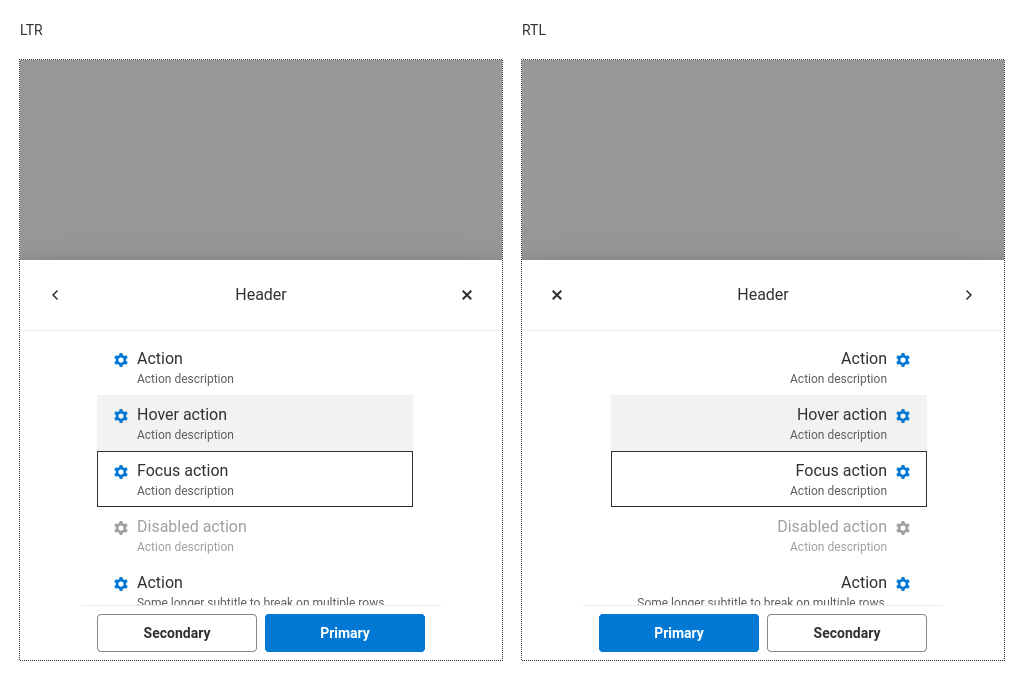 LTR
Header
Action
Action description
Hover action
Action description
Focus action
Action description
Disabled action
Action description
Action
Some longer subtitle to break on multiple rows
Secondary
Primary
RTL
Header
Action
Action description
Hover action
Action description
Focus action
Action description
Disabled action
Action description
Action
Some longer subtitle to break on multiple rows
Primary
Secondary